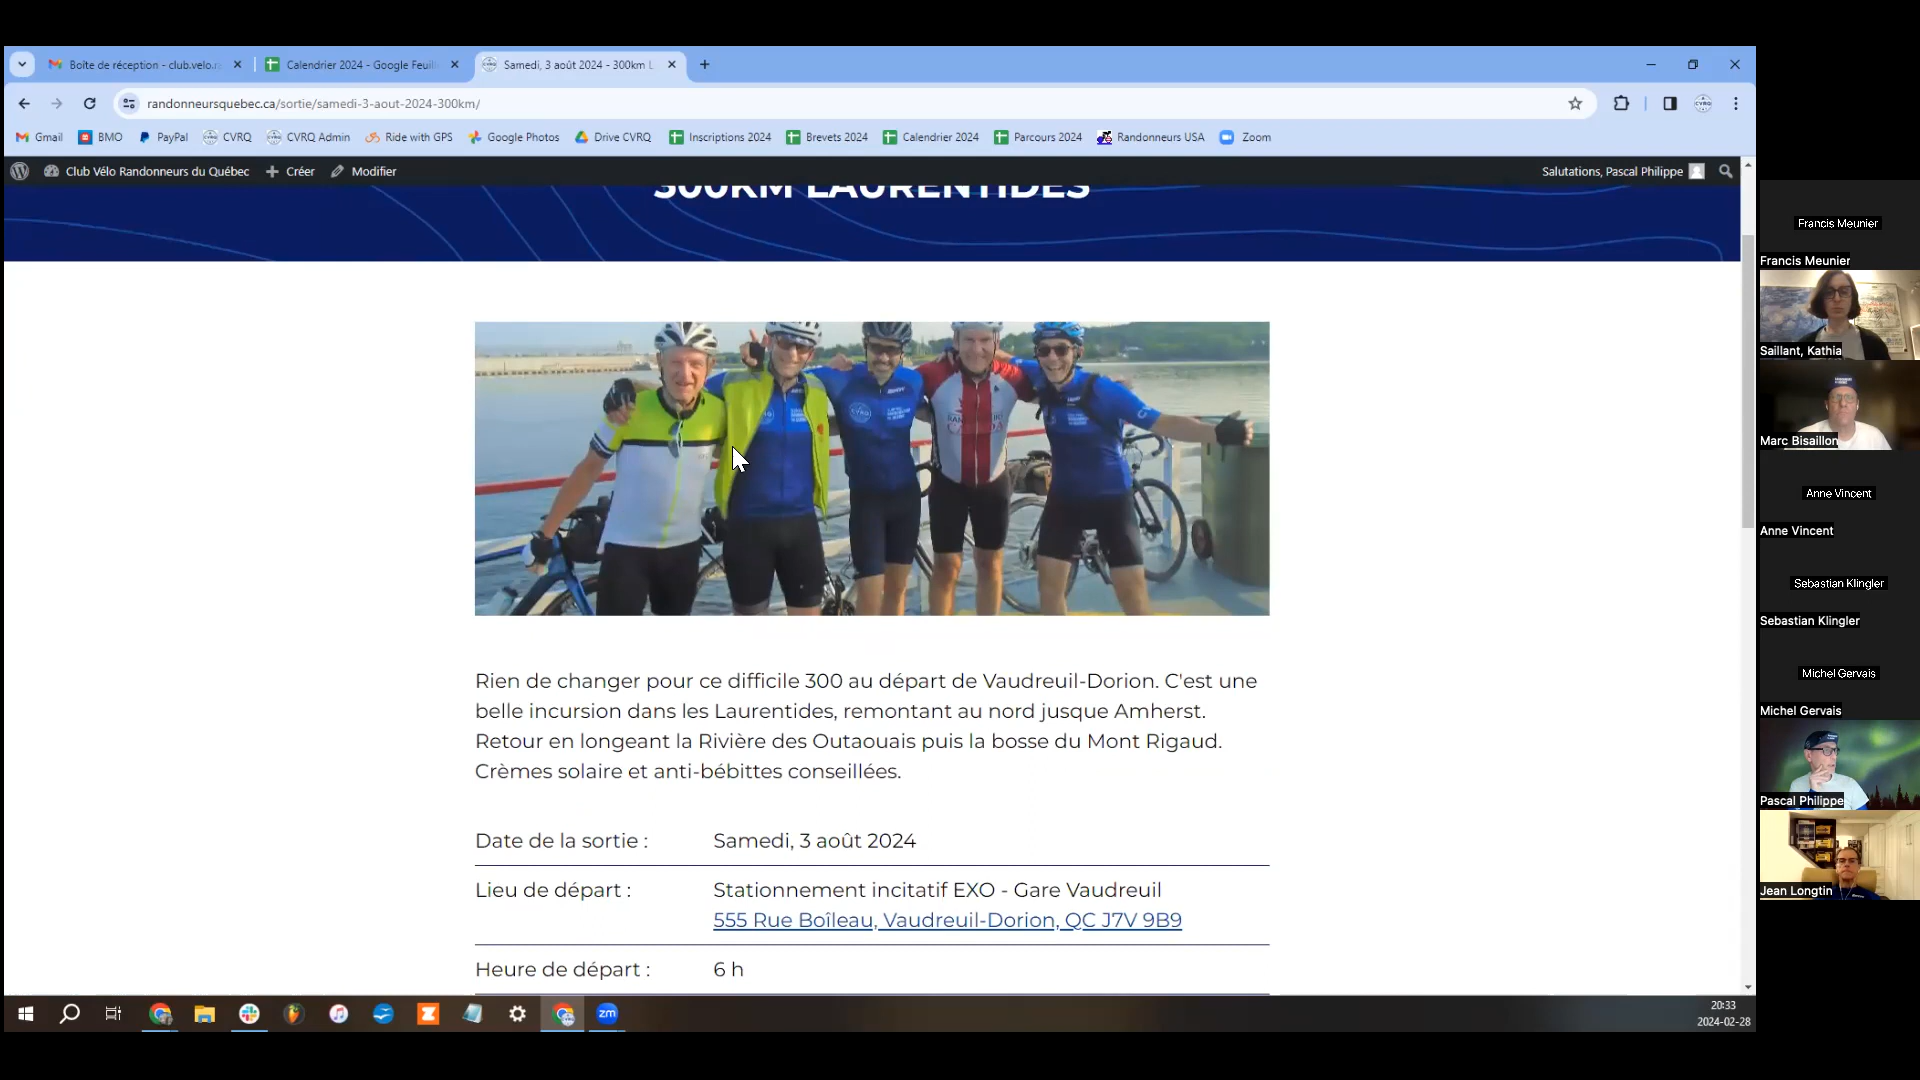 Boîte de réception - club.velo.r
Calendrier 2024 - Google Feuill
Samedi, 3 août 2024 - 300km L
randonneursquebec.ca/sortie/samedi-3-aout-2024-300km/
Gmail
BMO
PayPal
CVRQ
CVRQ Admin
Ride with GPS
Google Photos
Drive CVRQ
Inscriptions 2024
Brevets 2024
Calendrier 2024
Parcours 2024
Randonneurs USA
Zoom
Club Vélo Randonneurs du Québec
Créer
Modifier
Salutations, Pascal Philippe
300KM LAURENTIDES
Rien de changer pour ce difficile 300 au départ de Vaudreuil-Dorion. C'est une
belle incursion dans les Laurentides, remontant au nord jusque Amherst.
Retour en longeant la Rivière des Outaouais puis la bosse du Mont Rigaud.
Crèmes solaire et anti-bébittes conseillées.
Date de la sortie :
Samedi, 3 août 2024
Lieu de départ :
Stationnement incitatif EXO - Gare Vaudreuil
555 Rue Boîleau, Vaudreuil-Dorion, QC J7V 9B9
Heure de départ :
6 h
zm
20:33
2024-02-28
Francis Meunier
Francis Meunier
Saillant, Kathia
Marc Bisaillon
Anne Vincent
Anne Vincent
Sebastian Klingler
Sebastian Klingler
Michel Gervais
Michel Gervais
Pascal Philippe
Jean Longtin